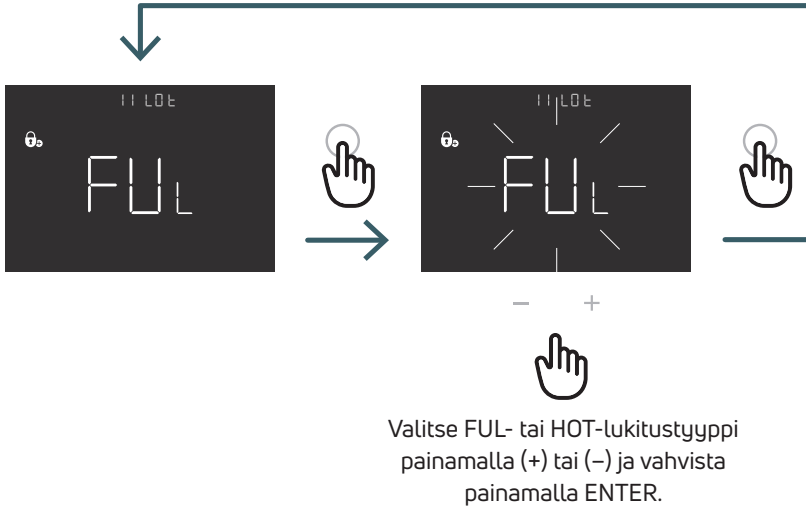 11 LOt
FUL
11 LOt
FUL
− +
Valitse FUL- tai HOT-lukitustyyppi
painamalla (+) tai (−) ja vahvista
painamalla ENTER.